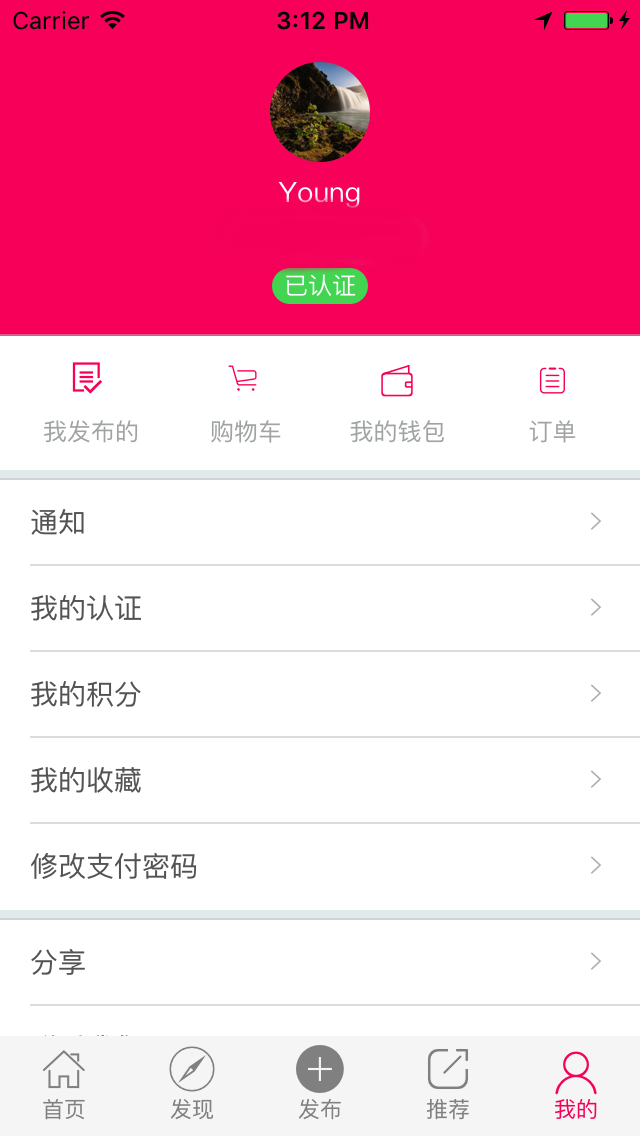 Carrier 3:12 PM
Young
已认证
我发布的 购物车 我的钱包 订单
通知
我的认证
我的积分
我的收藏
修改支付密码
分享
首页 发现 发布 推荐 我的